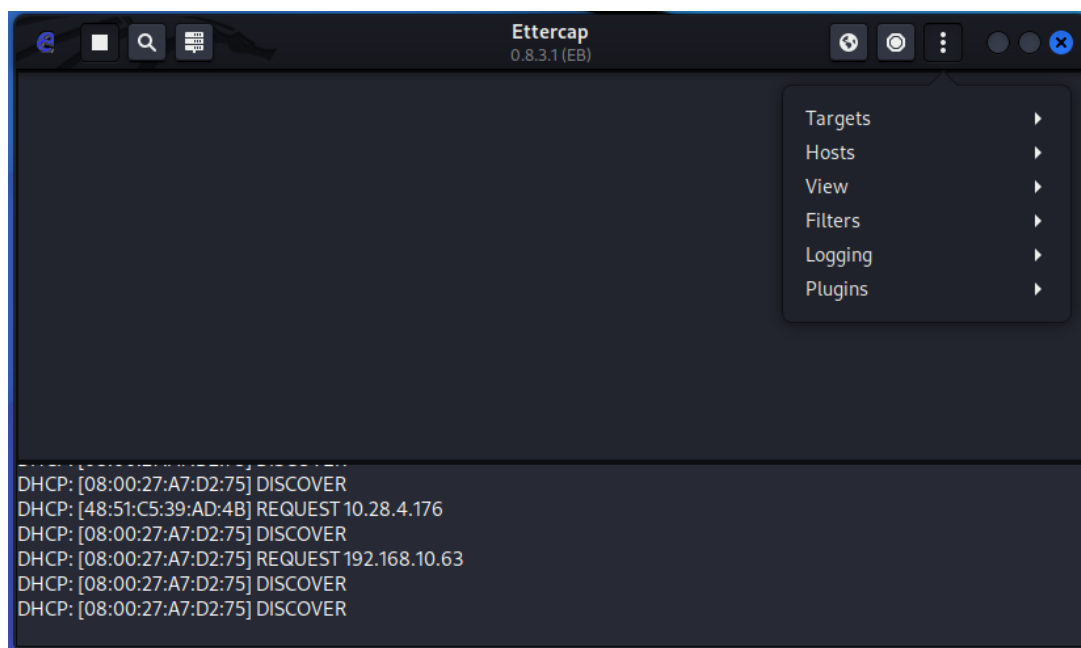 Ettercap
0.8.3.1 (EB)
Targets
Hosts
View
Filters
Logging
Plugins
DHCP: [08:00:27:A7:D2:75] DISCOVER
DHCP: [48:51:C5:39:AD:4B] REQUEST 10.28.4.176
DHCP: [08:00:27:A7:D2:75] DISCOVER
DHCP: [08:00:27:A7:D2:75] REQUEST 192.168.10.63
DHCP: [08:00:27:A7:D2:75] DISCOVER
DHCP: [08:00:27:A7:D2:75] DISCOVER